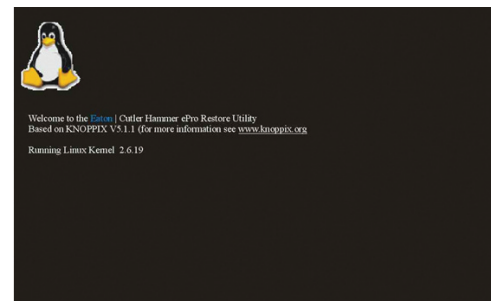 Welcome to the Eaton | Cutler Hammer ePro Restore Utility
Based on KNOPPIX V5.1.1 (for more information see www.knoppix.org
Running Linux Kernel 2.6.19